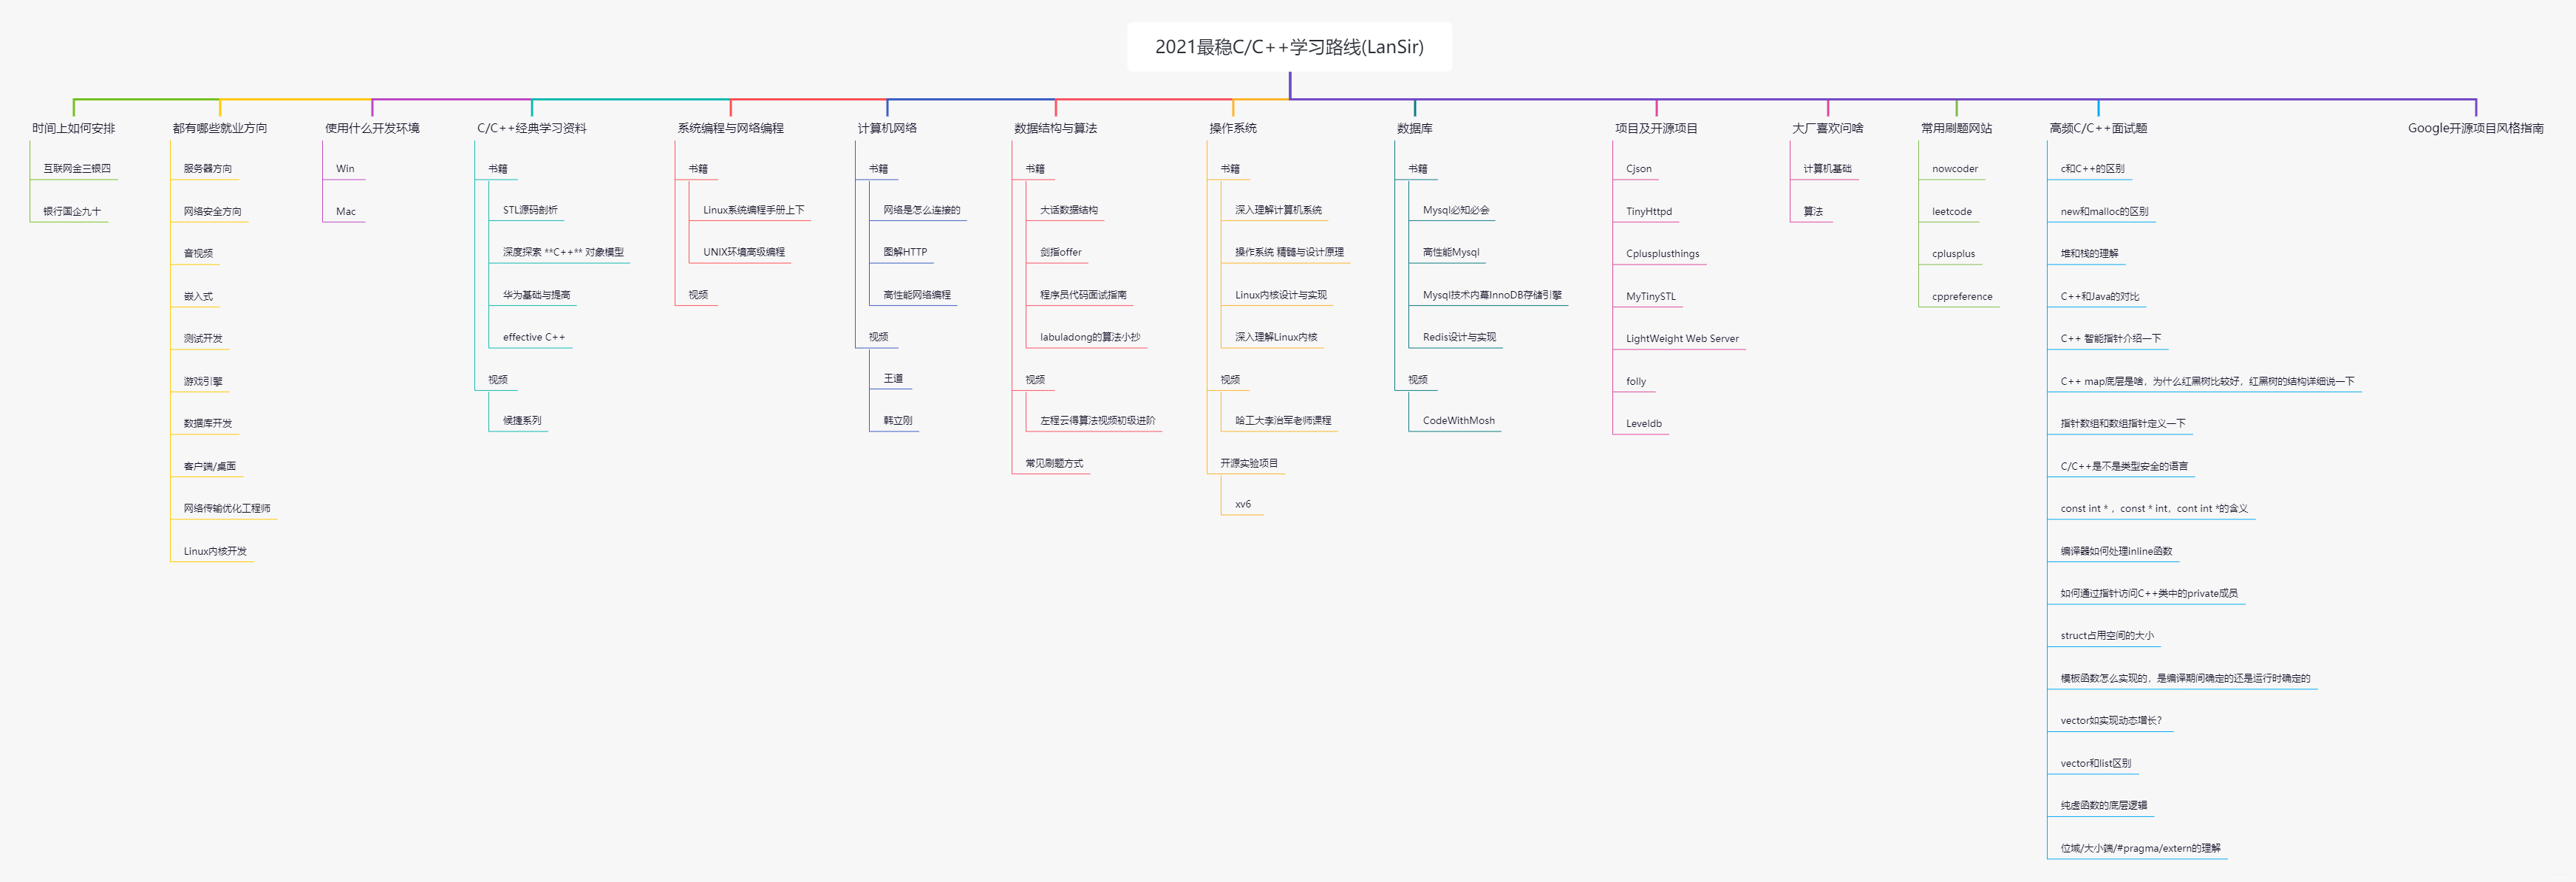 2021最稳C/C++学习路线(LanSir)
时间上如何安排
互联网金三银四
银行国企九十
都有哪些就业方向
服务器方向
网络安全方向
音视频
嵌入式
测试开发
游戏引擎
数据库开发
客户端/桌面
网络传输优化工程师
Linux内核开发
使用什么开发环境
Win
Mac
C/C++经典学习资料
书籍
STL源码剖析
深度探索 **C++** 对象模型
华为基础与提高
effective C++
视频
候捷系列
系统编程与网络编程
书籍
Linux系统编程手册上下
UNIX环境高级编程
视频
计算机网络
书籍
网络是怎么连接的
图解HTTP
高性能网络编程
视频
王道
韩立刚
数据结构与算法
书籍
大话数据结构
剑指offer
程序员代码面试指南
labuladong的算法小抄
视频
左程云得算法视频初级进阶
常见刷题方式
操作系统
书籍
深入理解计算机系统
操作系统 精髓与设计原理
Linux内核设计与实现
深入理解Linux内核
视频
哈工大李治军老师课程
开源实验项目
xv6
数据库
书籍
Mysql必知必会
高性能Mysql
Mysql技术内幕InnoDB存储引擎
Redis设计与实现
视频
CodeWithMosh
项目及开源项目
Cjson
TinyHttpd
Cplusplusthings
MyTinySTL
LightWeight Web Server
folly
Leveldb
大厂喜欢问啥
计算机基础
算法
常用刷题网站
nowcoder
leetcode
cplusplus
cppreference
高频C/C++面试题
c和C++的区别
new和malloc的区别
堆和栈的理解
C++和Java的对比
C++ 智能指针介绍一下
C++ map底层是啥，为什么红黑树比较好，红黑树的结构详细说一下
指针数组和数组指针定义一下
C/C++是不是类型安全的语言
const int * ，const * int，cont int *的含义
编译器如何处理inline函数
如何通过指针访问C++类中的private成员
struct占用空间的大小
模板函数怎么实现的，是编译期间确定的还是运行时确定的
vector如实现动态增长?
vector和list区别
纯虚函数的底层逻辑
位域/大小端/#pragma/extern的理解
Google开源项目风格指南